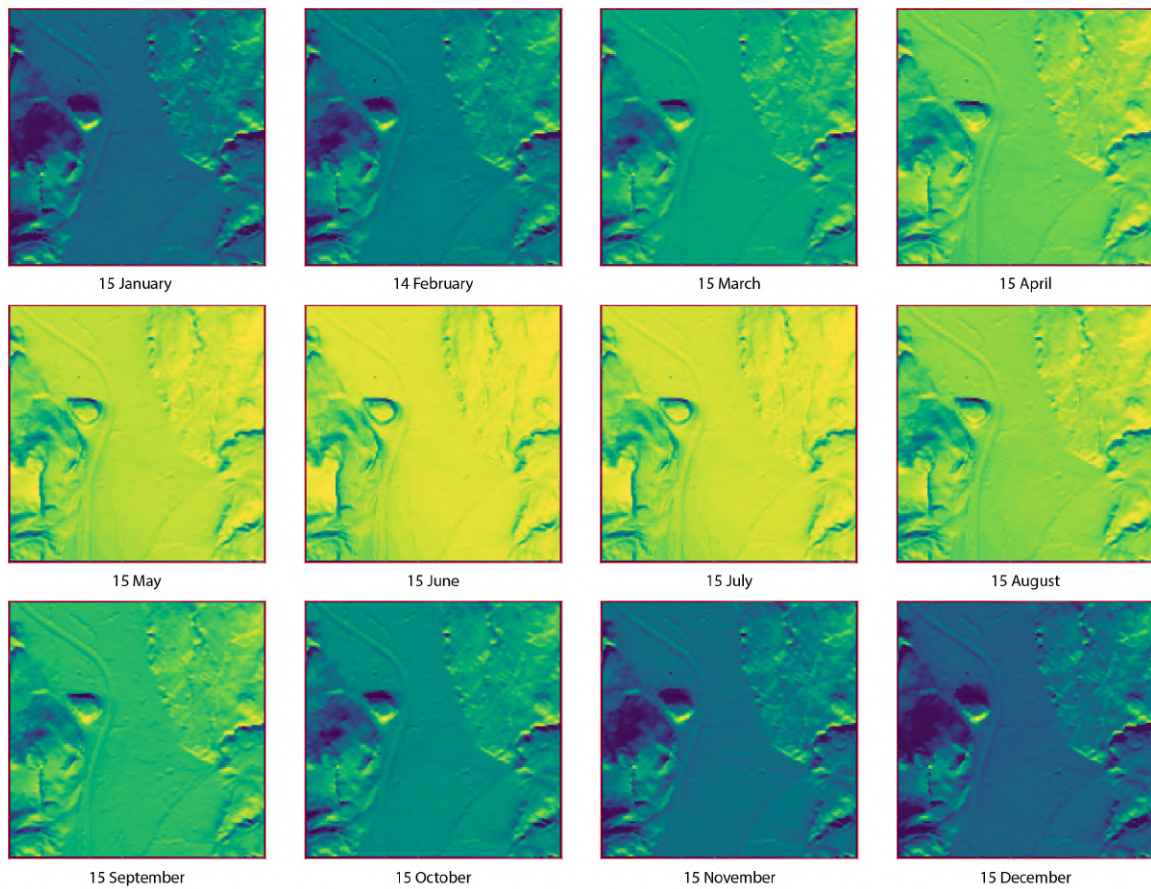 15 January
14 February
15 March
15 April
15 May
15 June
15 July
15 August
15 September
15 October
15 November
15 December